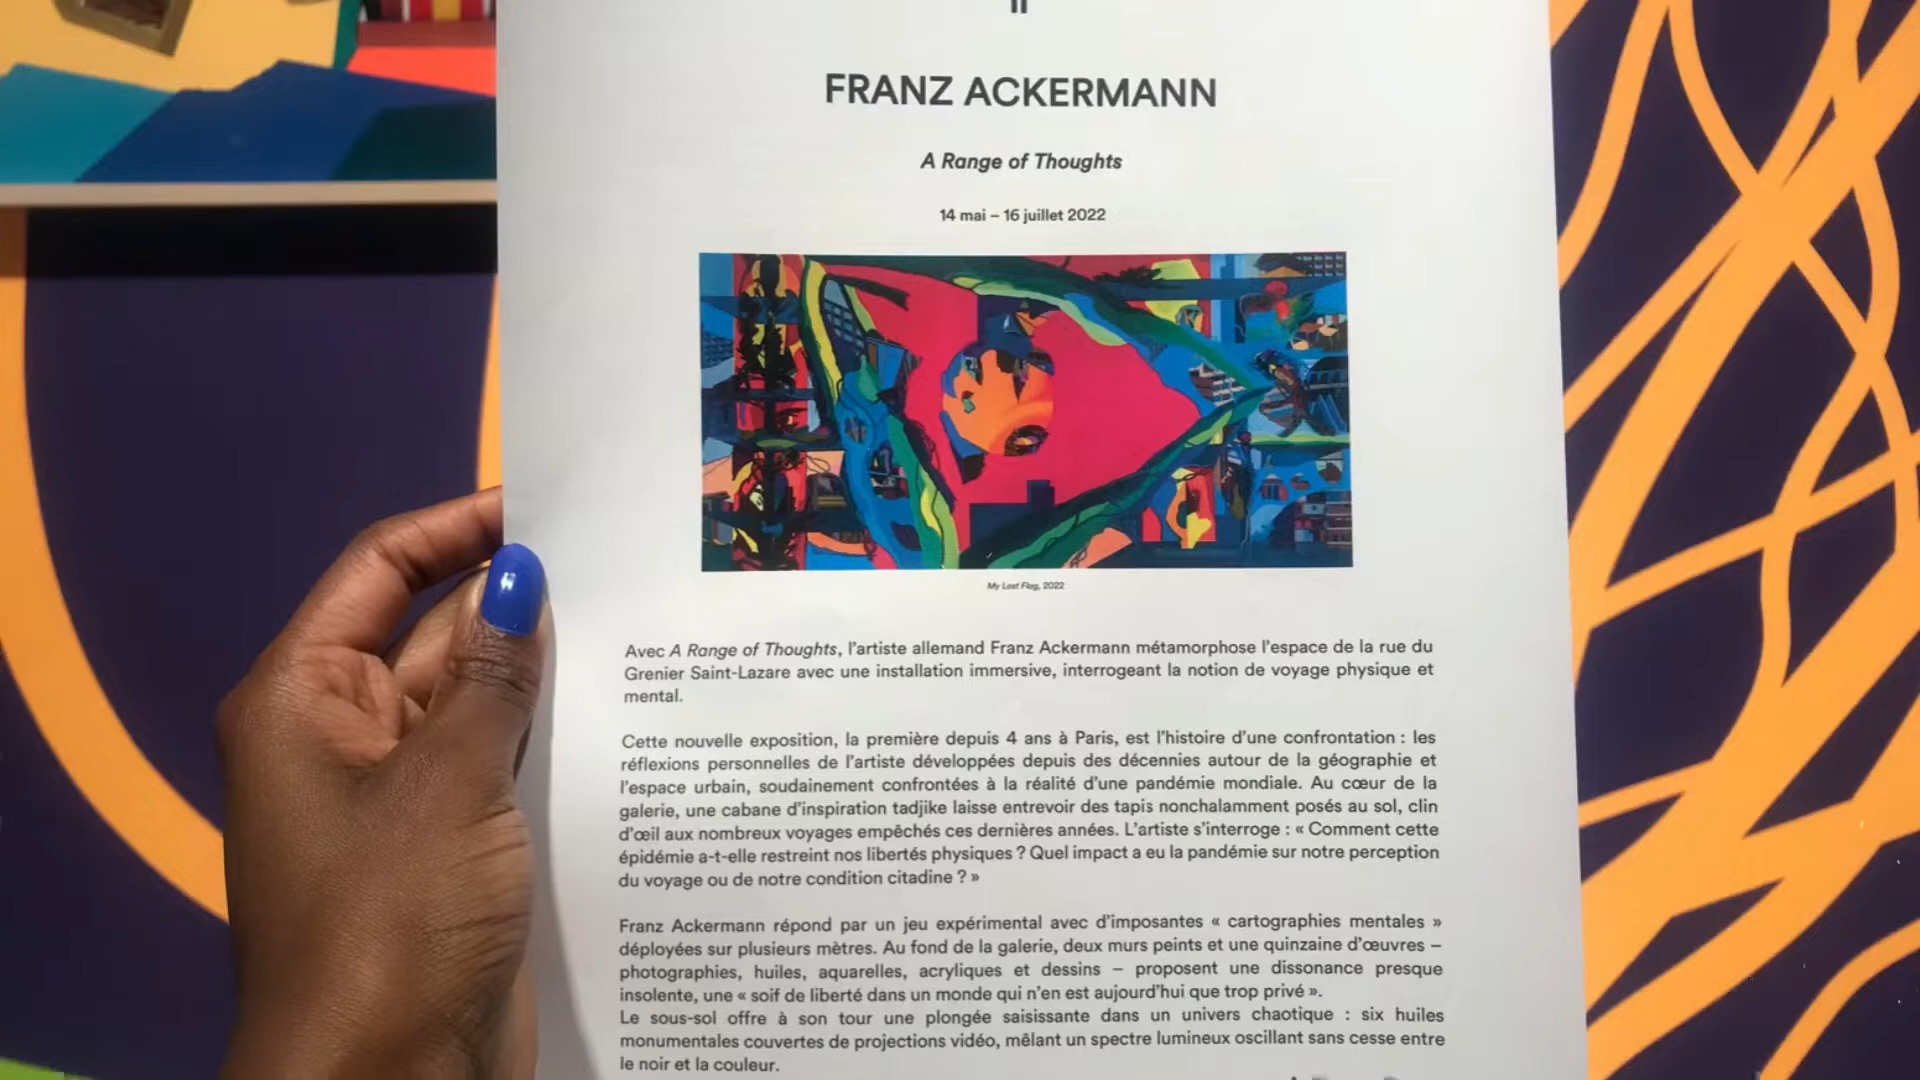 FRANZ ACKERMANN
A Range of Thoughts
14 mai – 16 juillet 2022
My Lost Flag, 2022
Avec A Range of Thoughts, l'artiste allemand Franz Ackermann métamorphose l'espace de la rue du
Grenier Saint-Lazare avec une installation immersive, interrogeant la notion de voyage physique et
mental.
Cette nouvelle exposition, la première depuis 4 ans à Paris, est l'histoire d'une confrontation : les
réflexions personnelles de l'artiste développées depuis des décennies autour de la géographie et
l'espace urbain, soudainement confrontées à la réalité d'une pandémie mondiale. Au cœur de la
galerie, une cabane d'inspiration tadjike laisse entrevoir des tapis nonchalamment posés au sol, clin
d'œil aux nombreux voyages empêchés ces dernières années. L'artiste s'interroge : « Comment cette
épidémie a-t-elle restreint nos libertés physiques ? Quel impact a eu la pandémie sur notre perception
du voyage ou de notre condition citadine ? »
Franz Ackermann répond par un jeu expérimental avec d'imposantes « cartographies mentales »
déployées sur plusieurs mètres. Au fond de la galerie, deux murs peints et une quinzaine d'œuvres –
photographies, huiles, aquarelles, acryliques et dessins – proposent une dissonance presque
insolente, une « soif de liberté dans un monde qui n'en est aujourd'hui que trop privé ».
Le sous-sol offre à son tour une plongée saisissante dans un univers chaotique : six huiles
monumentales couvertes de projections vidéo, mêlant un spectre lumineux oscillant sans cesse entre
le noir et la couleur.